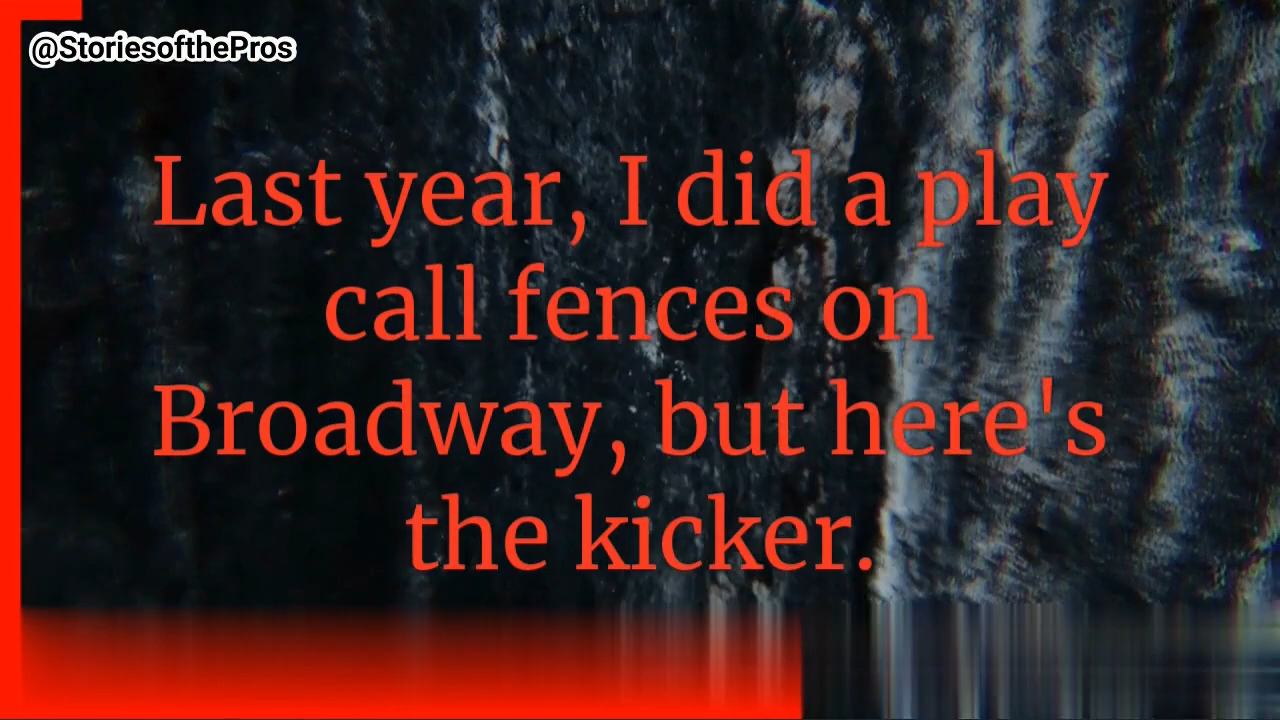 @StoriesofthePros
Last year, I did a play
call fences on
Broadway, but here's
the kicker.